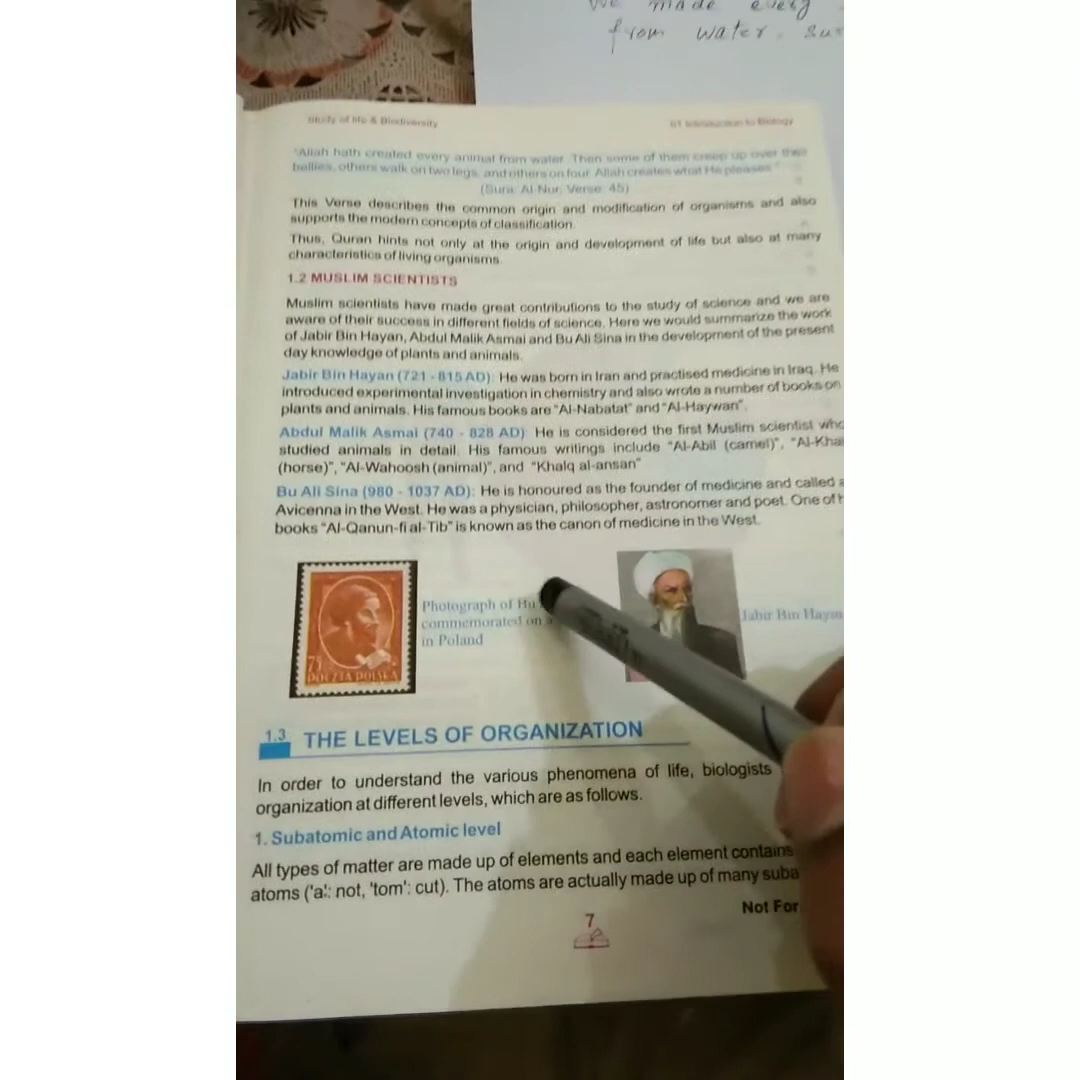 We made every
from water.
Study of life & Biodiversity
01 Introduction to Biology
"Allah hath created every animal from water. Then some of them creep up over their
bellies, others walk on two legs, and others on four. Allah creates what He pleases."
(Sura: Al-Nur, Verse: 45)
This Verse describes the common origin and modification of organisms and also
supports the modern concepts of classification.
Thus, Quran hints not only at the origin and development of life but also at many
characteristics of living organisms.
1.2 MUSLIM SCIENTISTS
Muslim scientists have made great contributions to the study of science and we are
aware of their success in different fields of science. Here we would summarize the work
of Jabir Bin Hayan, Abdul Malik Asmai and Bu Ali Sina in the development of the present
day knowledge of plants and animals.
Jabir Bin Hayan (721 - 815 AD): He was born in Iran and practised medicine in Iraq. He
introduced experimental investigation in chemistry and also wrote a number of books on
plants and animals. His famous books are "Al-Nabatat" and "Al-Haywan".
Abdul Malik Asmai (740 - 828 AD): He is considered the first Muslim scientist who
studied animals in detail. His famous writings include "Al-Abil (camel)", "Al-Khai
(horse)", "Al-Wahoosh (animal)", and "Khalq al-ansan"
Bu Ali Sina (980 - 1037 AD): He is honoured as the founder of medicine and called a
Avicenna in the West. He was a physician, philosopher, astronomer and poet. One of
books "Al-Qanun-fi al-Tib" is known as the canon of medicine in the West.
Photograph of
commemorated on a
in Poland
POCZTA POLSKA
Jabir Bin Hayan
1.3 THE LEVELS OF ORGANIZATION
In order to understand the various phenomena of life, biologists
organization at different levels, which are as follows.
1. Subatomic and Atomic level
All types of matter are made up of elements and each element contains
atoms ('a': not, 'tom': cut). The atoms are actually made up of many suba
Not For
7